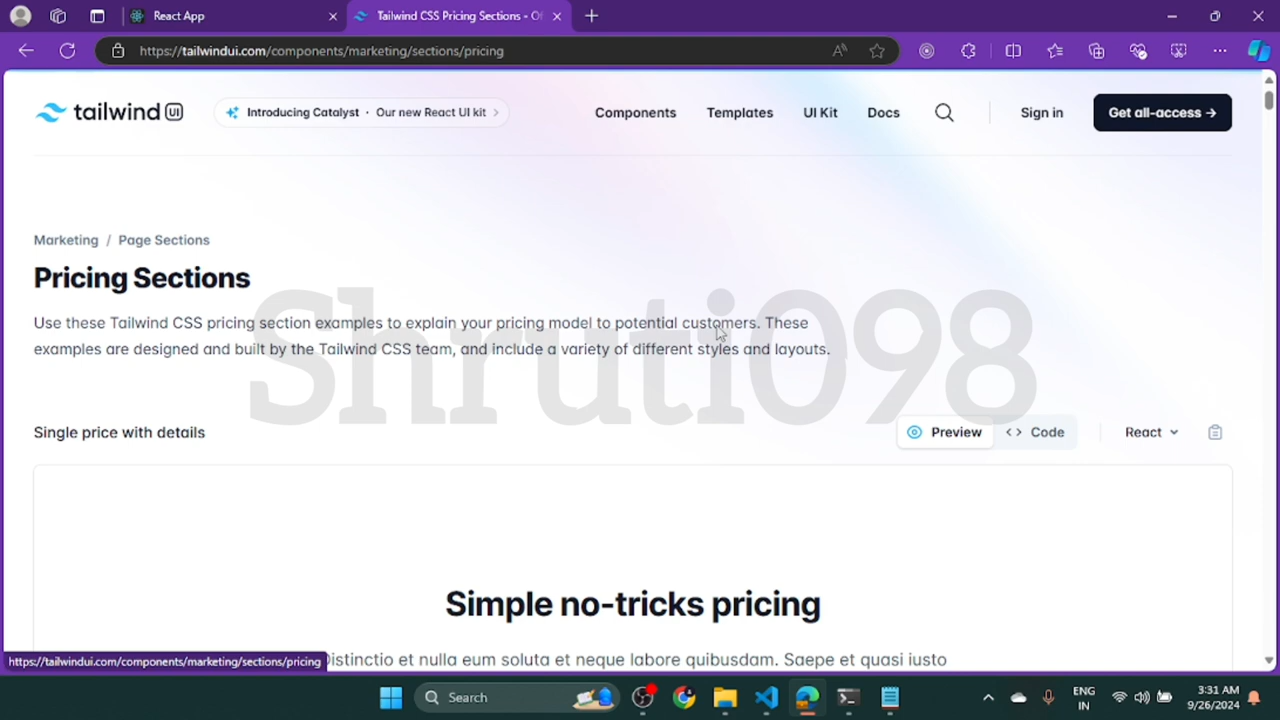 React App
Tailwind CSS Pricing Sections - Of
https://tailwindui.com/components/marketing/sections/pricing
tailwind UI
Introducing Catalyst · Our new React UI kit
Components
Templates
UI Kit
Docs
Sign in
Get all-access →
Marketing / Page Sections
Pricing Sections
Use these Tailwind CSS pricing section examples to explain your pricing model to potential customers. These
examples are designed and built by the Tailwind CSS team, and include a variety of different styles and layouts.
Shruti098
Single price with details
Preview
<> Code
React
Simple no-tricks pricing
Distinctio et nulla eum soluta et neque labore quibusdam. Saepe et quasi iusto
https://tailwindui.com/components/marketing/sections/pricing
Search
ENG
IN
3:31 AM
9/26/2024